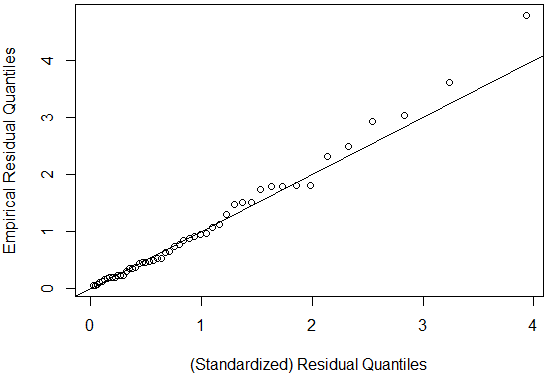 Empirical Residual Quantiles
4
3
2
1
0
0 1 2 3 4
(Standardized) Residual Quantiles